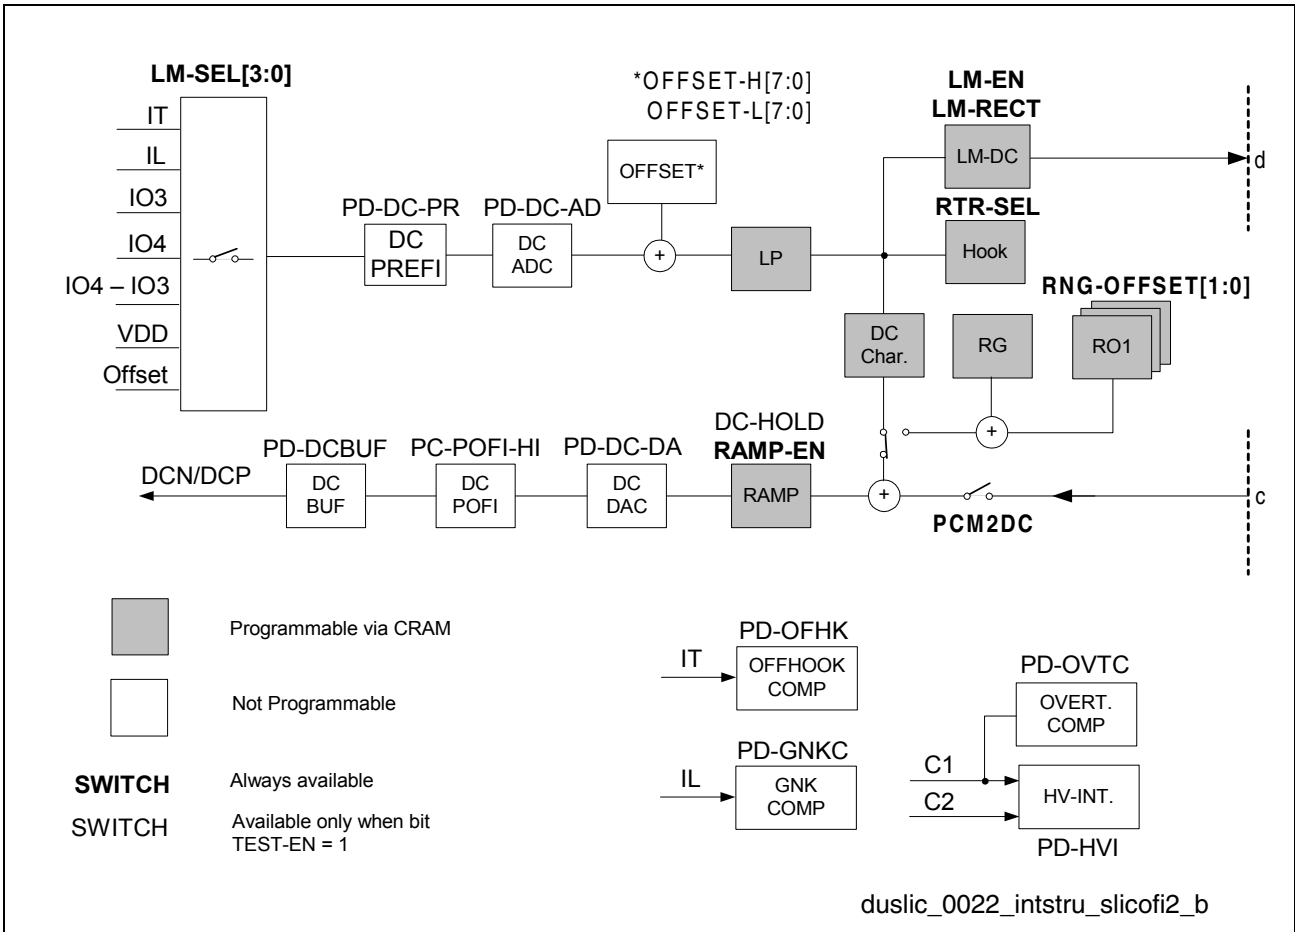 LM-SEL[3:0]
IT
IL
IO3
IO4
IO4 – IO3
VDD
Offset
PD-DC-PR
DC
PREFI
PD-DC-AD
DC
ADC
*OFFSET-H[7:0]
OFFSET-L[7:0]
OFFSET*
+
LP
LM-EN
LM-RECT
LM-DC
d
RTR-SEL
Hook
RNG-OFFSET[1:0]
DC
Char.
RG
RO1
+
DCN/DCP
PD-DCBUF
DC
BUF
PC-POFI-HI
DC
POFI
PD-DC-DA
DC
DAC
DC-HOLD
RAMP-EN
RAMP
+
PCM2DC
c
Programmable via CRAM
Not Programmable
SWITCH
Always available
SWITCH
Available only when bit
TEST-EN = 1
PD-OFHK
IT
OFFHOOK
COMP
PD-GNKC
IL
GNK
COMP
PD-OVTC
OVERT.
COMP
C1
C2
HV-INT.
PD-HVI
duslic_0022_intstru_slicofi2_b